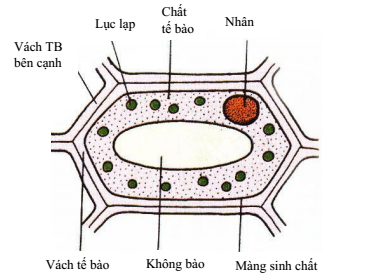 Lục lạp
Chất
tế bào
Nhân
Vách TB
bên cạnh
Vách tế bào
Không bào
Màng sinh chất